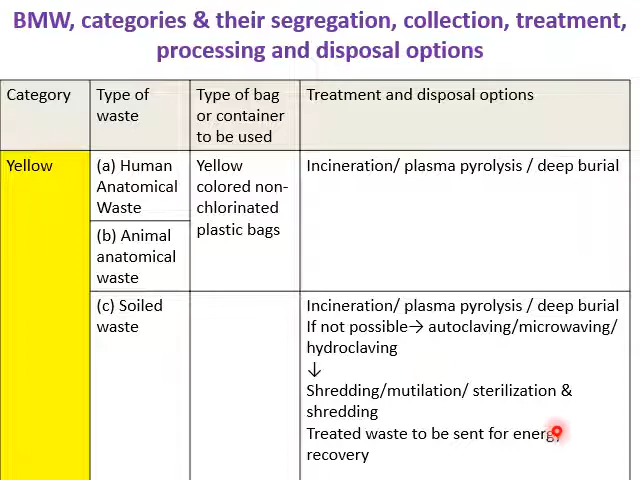 BMW, categories & their segregation, collection, treatment,
processing and disposal options
Category
Type of
waste
Type of bag
or container
to be used
Treatment and disposal options
Yellow
(a) Human
Anatomical
Waste
Yellow
colored non-
chlorinated
plastic bags
Incineration/ plasma pyrolysis / deep burial
(b) Animal
anatomical
waste
(c) Soiled
waste
Incineration/ plasma pyrolysis / deep burial
If not possible→ autoclaving/microwaving/
hydroclaving
↓
Shredding/mutilation/ sterilization &
shredding
Treated waste to be sent for energy
recovery